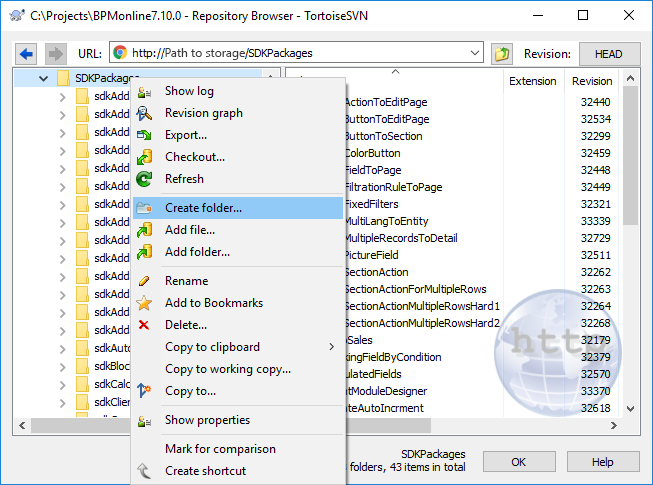 C:\Projects\BPMonline7.10.0 - Repository Browser - TortoiseSVN
URL: http://Path to storage/SDKPackages Revision: HEAD
SDKPackages
Extension Revision
sdkAdd
sdkAdd
sdkAdd
sdkAdd
sdkAdd
sdkAdd
sdkAdd
sdkAdd
sdkAdd
sdkAdd
sdkAdd
sdkAdd
sdkAdd
sdkAuto
sdkBloc
sdkCalc
sdkClien
Show log
Revision graph
Export...
Checkout...
Refresh
Create folder...
Add file...
Add folder...
Rename
Add to Bookmarks
Delete...
Copy to clipboard
Copy to working copy...
Copy to...
Show properties
Mark for comparison
Create shortcut
ActionToEditPage 32440
ButtonToEditPage 32534
ButtonToSection 32299
ColorButton 32459
FieldToPage 32448
FiltrationRuleToPage 32449
FixedFilters 32321
MultiLangToEntity 33339
MultipleRecordsToDetail 32729
PictureField 32511
SectionAction 32262
SectionActionForMultipleRows 32263
SectionActionMultipleRowsHard1 32264
SectionActionMultipleRowsHard2 32268
Sales 32179
kingFieldByCondition 32379
ulatedFields 32570
ntModuleDesigner 33370
ateAutoIncrment 32618
http
SDKPackages
folders, 43 items in total
OK
Help